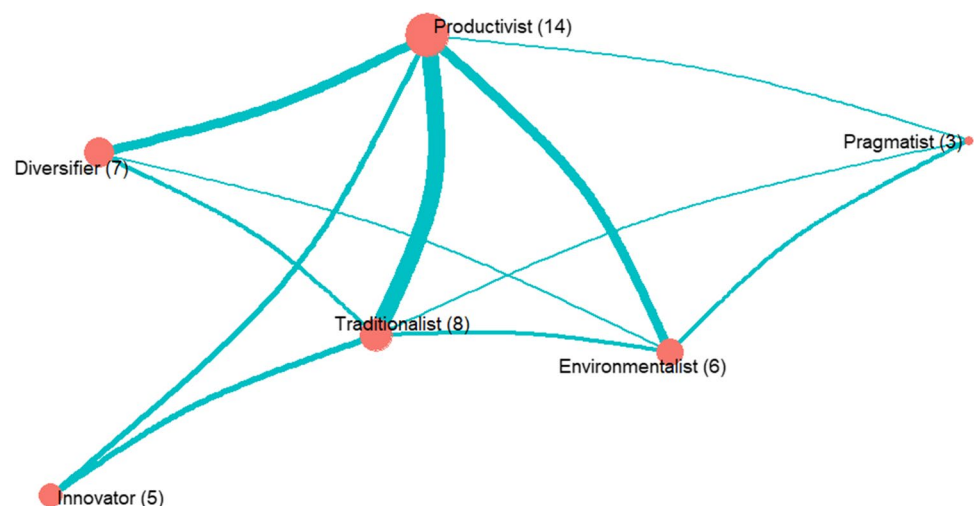 Productivist (14)
Pragmatist (3)
Diversifier (7)
Traditionalist (8)
Environmentalist (6)
Innovator (5)